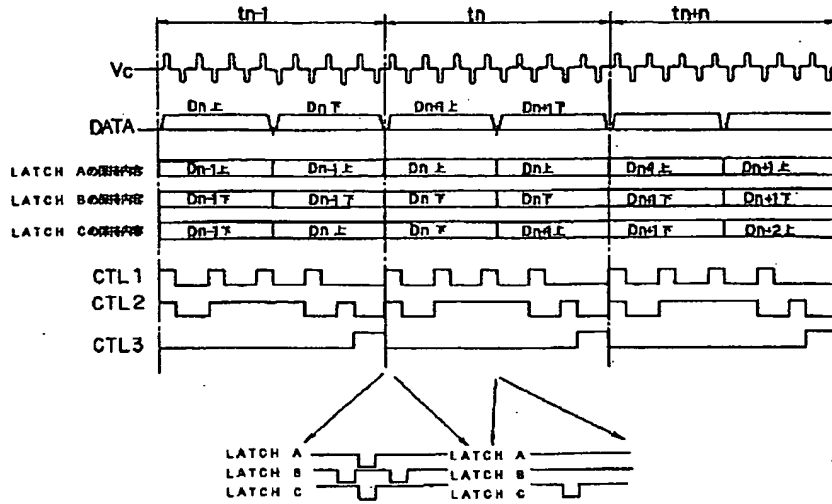 tn-1 tn tn+n
Vc
Dn上 Dn下 Dn+1上 Dn+1下
DATA
LATCH Aの保持内容 Dn-1上 Dn-1上 Dn上 Dn上 Dn+1上 Dn+1上
LATCH Bの保持内容 Dn-1下 Dn-1下 Dn下 Dn下 Dn+1下 Dn+1下
LATCH Cの保持内容 Dn-1下 Dn上 Dn下 Dn+1上 Dn+1下 Dn+2上
CTL1
CTL2
CTL3
LATCH A LATCH A
LATCH B LATCH B
LATCH C LATCH C